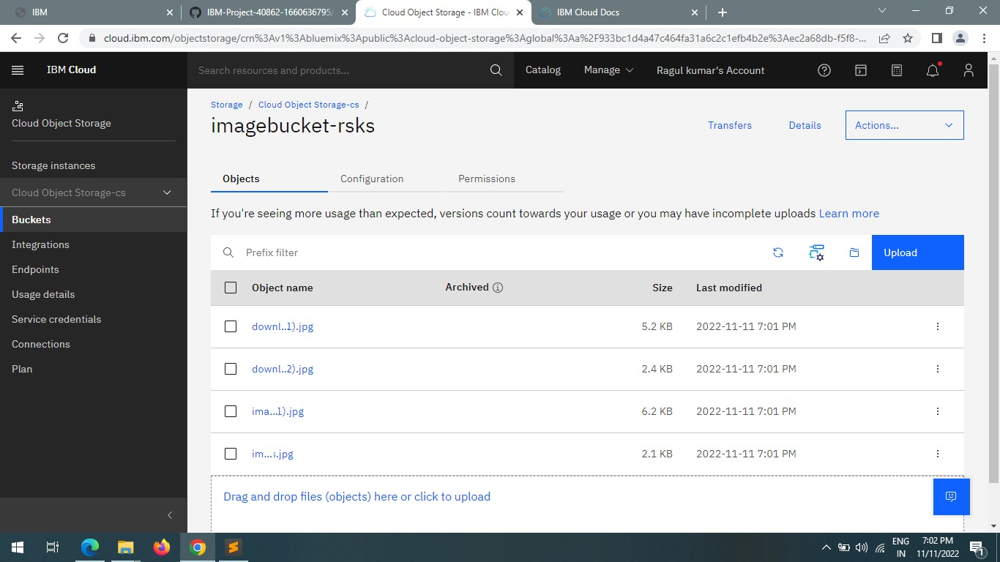 IBM
IBM-Project-40862-1660636795/
Cloud Object Storage - IBM Clou
IBM Cloud Docs
cloud.ibm.com/objectstorage/crn%3Av1%3Abluemix%3Apublic%3Acloud-object-storage%3Aglobal%3Aa%2F933bc1d4a47c464fa31a6c2c1efb4b2e%3Aec2a68db-f5f8-...
IBM Cloud
Search resources and products...
Catalog
Manage
Ragul kumar's Account
Cloud Object Storage
Storage instances
Cloud Object Storage-cs
Buckets
Integrations
Endpoints
Usage details
Service credentials
Connections
Plan
Storage / Cloud Object Storage-cs /
imagebucket-rsks
Transfers
Details
Actions...
Objects
Configuration
Permissions
If you're seeing more usage than expected, versions count towards your usage or you may have incomplete uploads Learn more
Prefix filter
Upload
Object name Archived Size Last modified
downl...1).jpg 5.2 KB 2022-11-11 7:01 PM
downl...2).jpg 2.4 KB 2022-11-11 7:01 PM
ima...1).jpg 6.2 KB 2022-11-11 7:01 PM
im...s.jpg 2.1 KB 2022-11-11 7:01 PM
Drag and drop files (objects) here or click to upload
ENG
IN
7:02 PM
11/11/2022
1